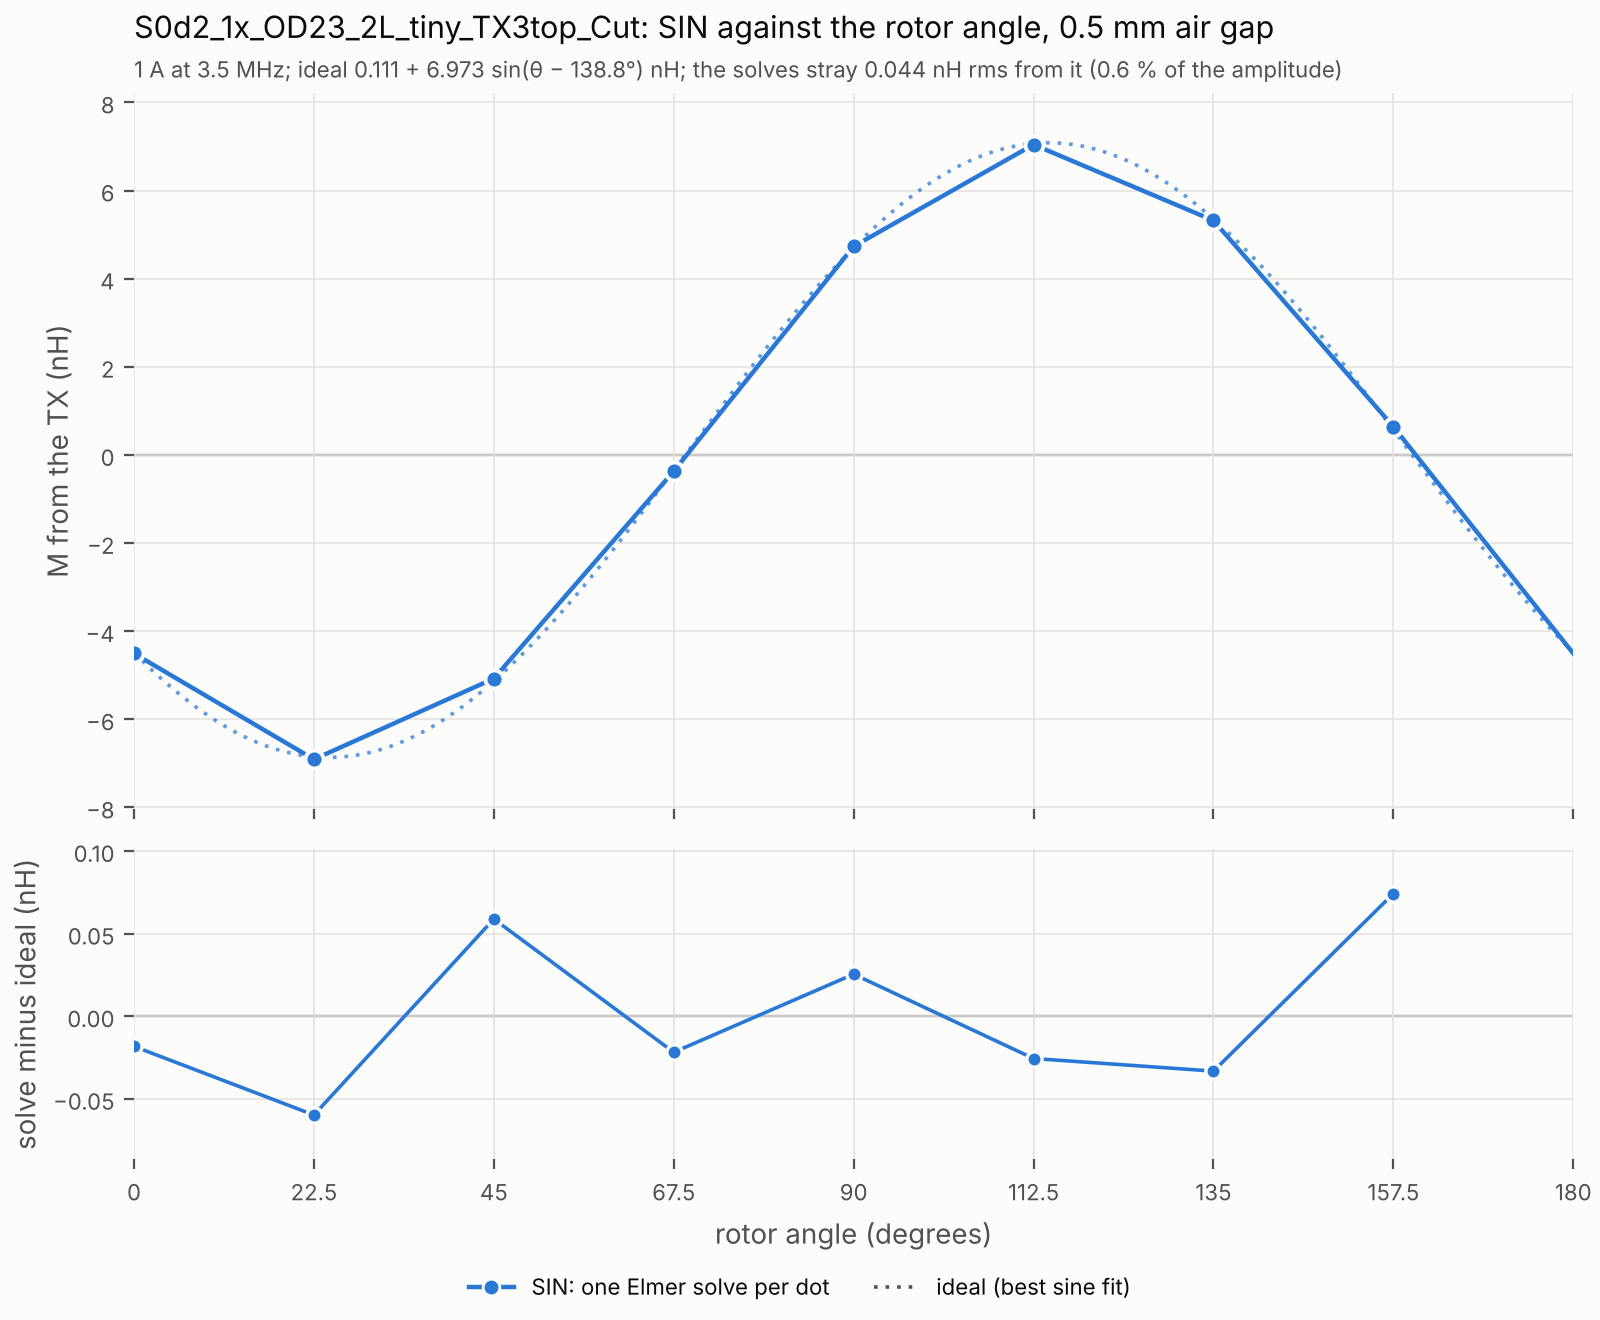 S0d2_1x_OD23_2L_tiny_TX3top_Cut: SIN against the rotor angle, 0.5 mm air gap
1 A at 3.5 MHz; ideal 0.111 + 6.973 sin(θ − 138.8°) nH; the solves stray 0.044 nH rms from it (0.6 % of the amplitude)
M from the TX (nH)
8
6
4
2
0
−2
−4
−6
−8
solve minus ideal (nH)
0.10
0.05
0.00
−0.05
0 22.5 45 67.5 90 112.5 135 157.5 180
rotor angle (degrees)
SIN: one Elmer solve per dot ideal (best sine fit)